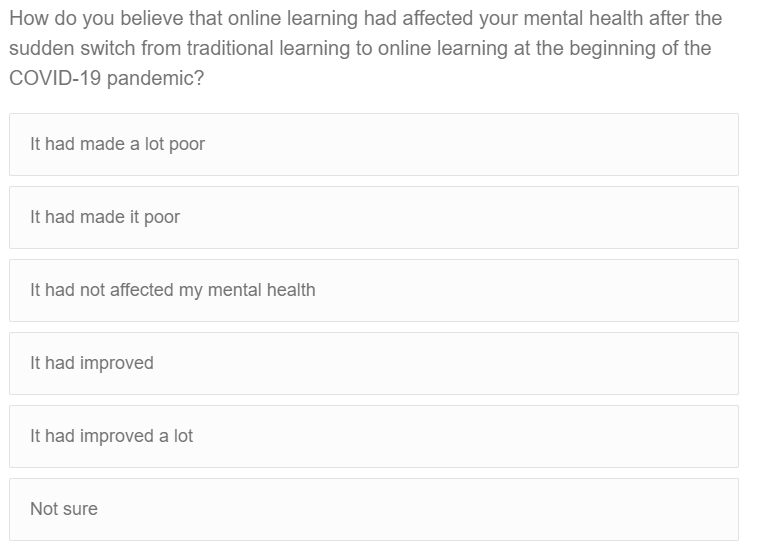 How do you believe that online learning had affected your mental health after the
sudden switch from traditional learning to online learning at the beginning of the
COVID-19 pandemic?
It had made a lot poor
It had made it poor
It had not affected my mental health
It had improved
It had improved a lot
Not sure